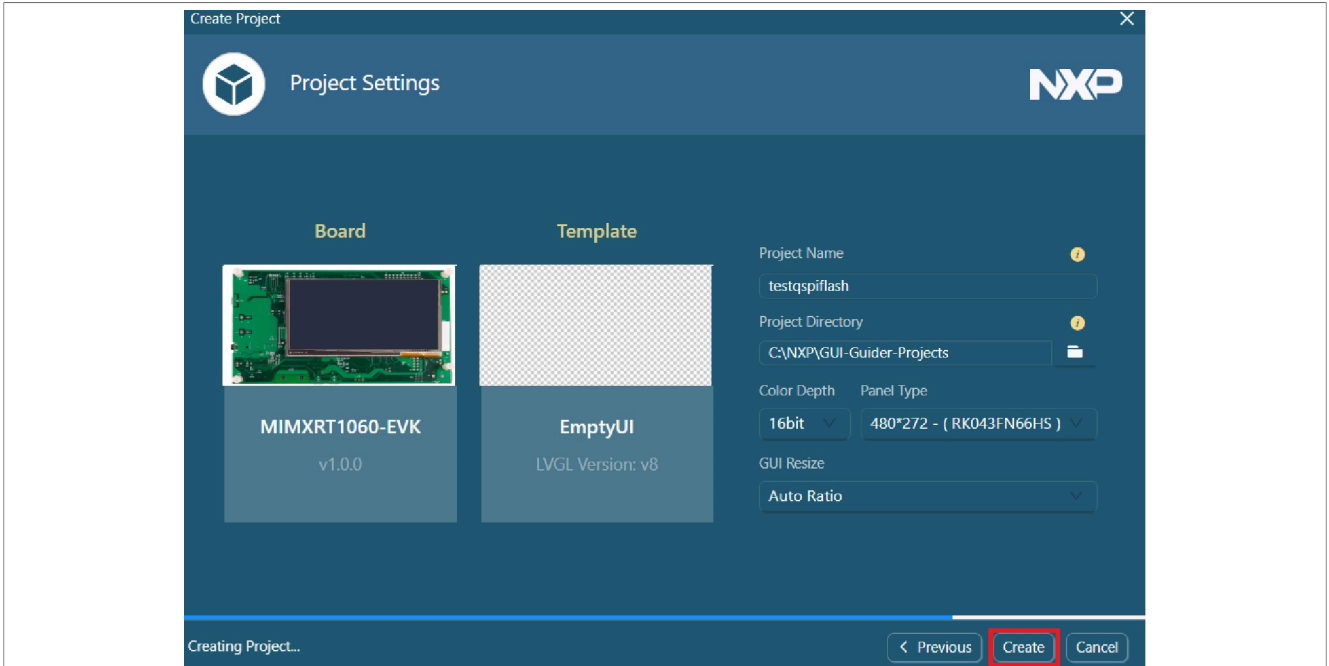 Create Project
Project Settings
NXP
Board
Template
MIMXRT1060-EVK
v1.0.0
EmptyUI
LVGL Version: v8
Project Name
testqspiflash
Project Directory
C:\NXP\GUI-Guider-Projects
Color Depth
Panel Type
16bit
480*272 - ( RK043FN66HS )
GUI Resize
Auto Ratio
Creating Project...
< Previous
Create
Cancel